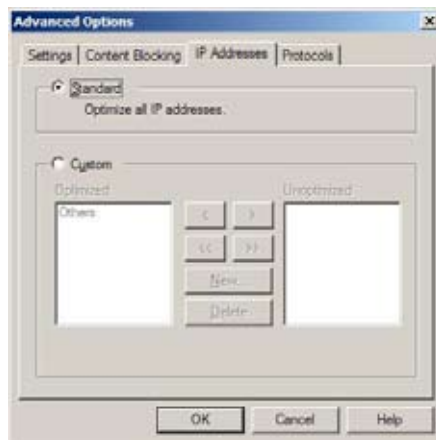 Advanced Options
Settings Content Blocking IP Addresses Protocols
Standard
Optimize all IP addresses.
Custom
Optimized Unoptimized
Others
< >
<< >>
New
Delete
OK Cancel Help